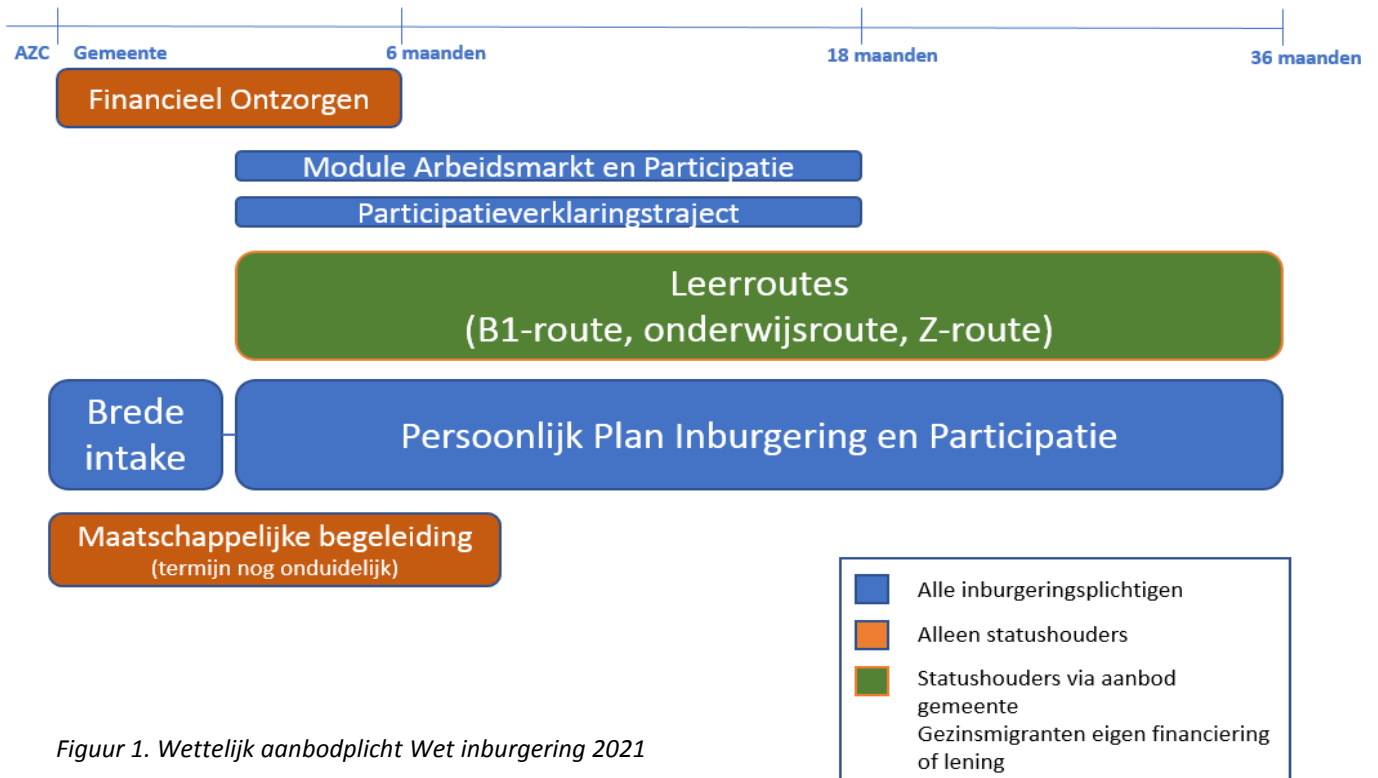 AZC Gemeente 6 maanden 18 maanden 36 maanden
Financieel Ontzorgen
Module Arbeidsmarkt en Participatie
Participatieverklaringstraject
Leerroutes
(B1-route, onderwijsroute, Z-route)
Brede
intake
Persoonlijk Plan Inburgering en Participatie
Maatschappelijke begeleiding
(termijn nog onduidelijk)
Alle inburgeringsplichtigen
Alleen statushouders
Statushouders via aanbod
gemeente
Gezinsmigranten eigen financiering
of lening
Figuur 1. Wettelijk aanbodplicht Wet inburgering 2021